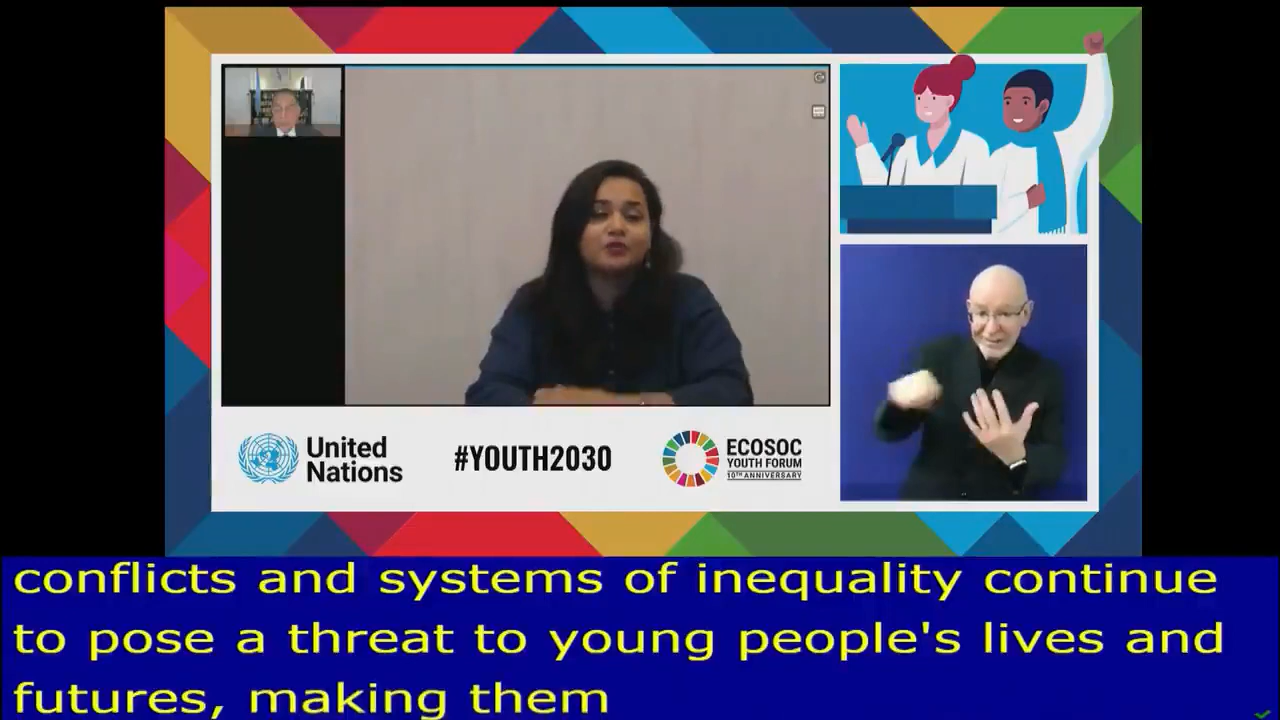 United
Nations
#YOUTH2030
ECOSOC
YOUTH FORUM
10TH ANNIVERSARY
conflicts and systems of inequality continue
to pose a threat to young people's lives and
futures, making them